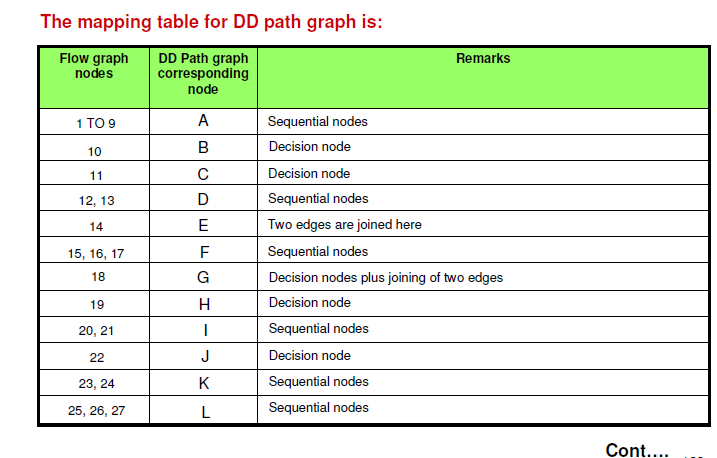 The mapping table for DD path graph is:
Flow graph nodes DD Path graph corresponding node Remarks
1 TO 9 A Sequential nodes
10 B Decision node
11 C Decision node
12, 13 D Sequential nodes
14 E Two edges are joined here
15, 16, 17 F Sequential nodes
18 G Decision nodes plus joining of two edges
19 H Decision node
20, 21 I Sequential nodes
22 J Decision node
23, 24 K Sequential nodes
25, 26, 27 L Sequential nodes
Cont....